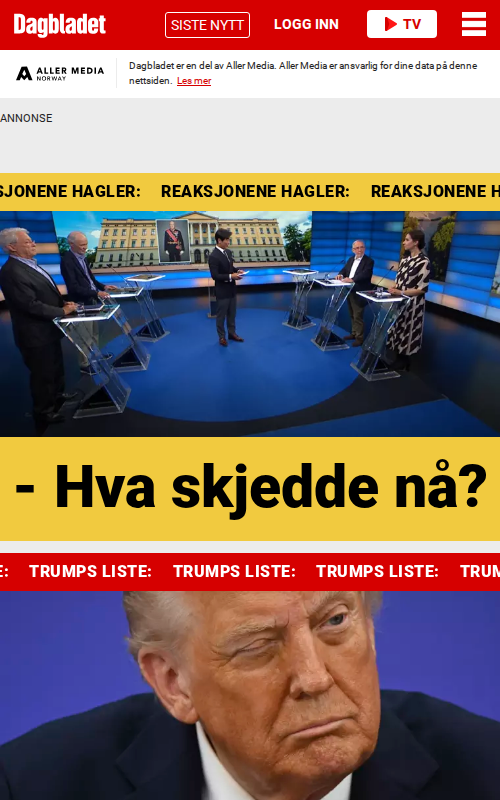 Dagbladet
SISTE NYTT
LOGG INN
TV
ALLER MEDIA
NORWAY
Dagbladet er en del av Aller Media. Aller Media er ansvarlig for dine data på denne
nettsiden. Les mer
ANNONSE
SJONENE HAGLER: REAKSJONENE HAGLER: REAKSJONENE H
- Hva skjedde nå?
E: TRUMPS LISTE: TRUMPS LISTE: TRUMPS LISTE: TRUM